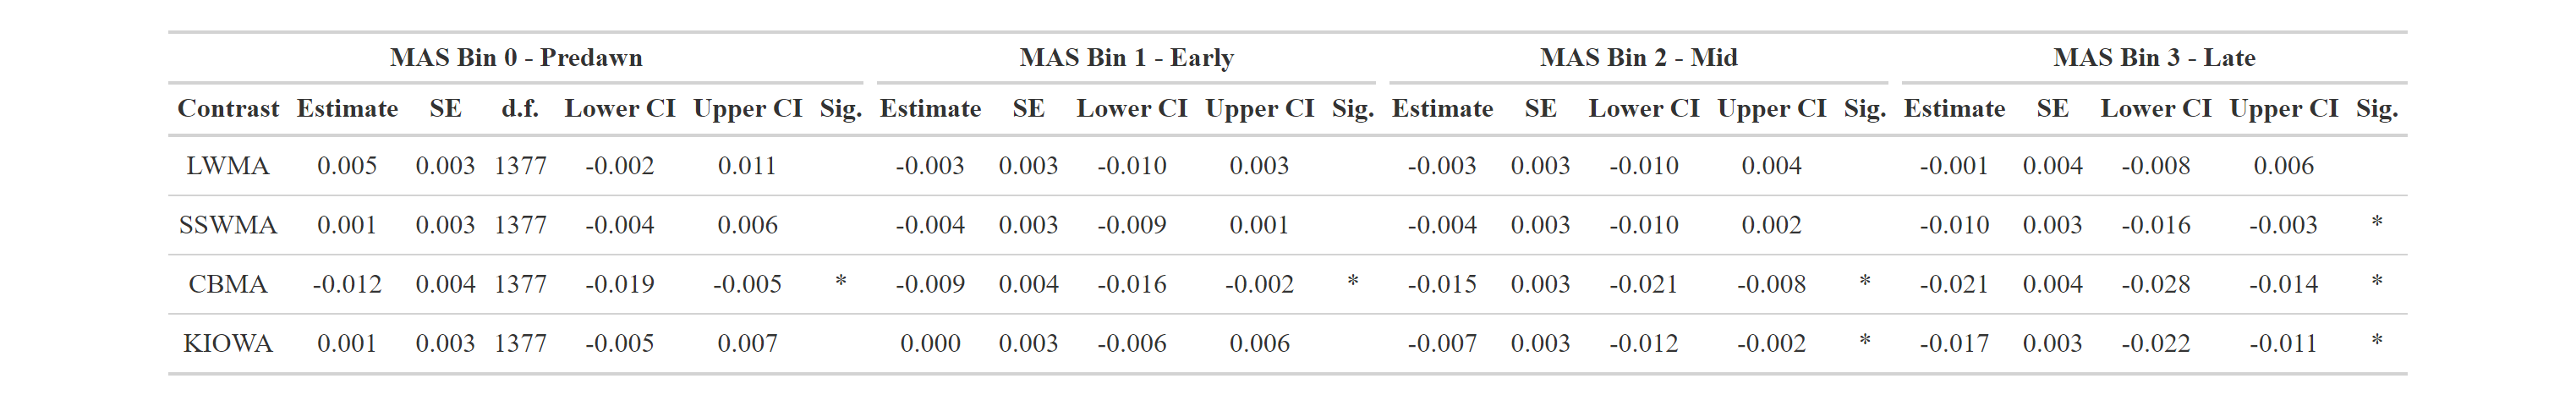 MAS Bin 0 - Predawn MAS Bin 1 - Early MAS Bin 2 - Mid MAS Bin 3 - Late
Contrast Estimate SE d.f. Lower CI Upper CI Sig. Estimate SE Lower CI Upper CI Sig. Estimate SE Lower CI Upper CI Sig. Estimate SE Lower CI Upper CI Sig.
LWMA 0.005 0.003 1377 -0.002 0.011 -0.003 0.003 -0.010 0.003 -0.003 0.003 -0.010 0.004 -0.001 0.004 -0.008 0.006
SSWMA 0.001 0.003 1377 -0.004 0.006 -0.004 0.003 -0.009 0.001 -0.004 0.003 -0.010 0.002 -0.010 0.003 -0.016 -0.003 *
CBMA -0.012 0.004 1377 -0.019 -0.005 * -0.009 0.004 -0.016 -0.002 * -0.015 0.003 -0.021 -0.008 * -0.021 0.004 -0.028 -0.014 *
KIOWA 0.001 0.003 1377 -0.005 0.007 0.000 0.003 -0.006 0.006 -0.007 0.003 -0.012 -0.002 * -0.017 0.003 -0.022 -0.011 *